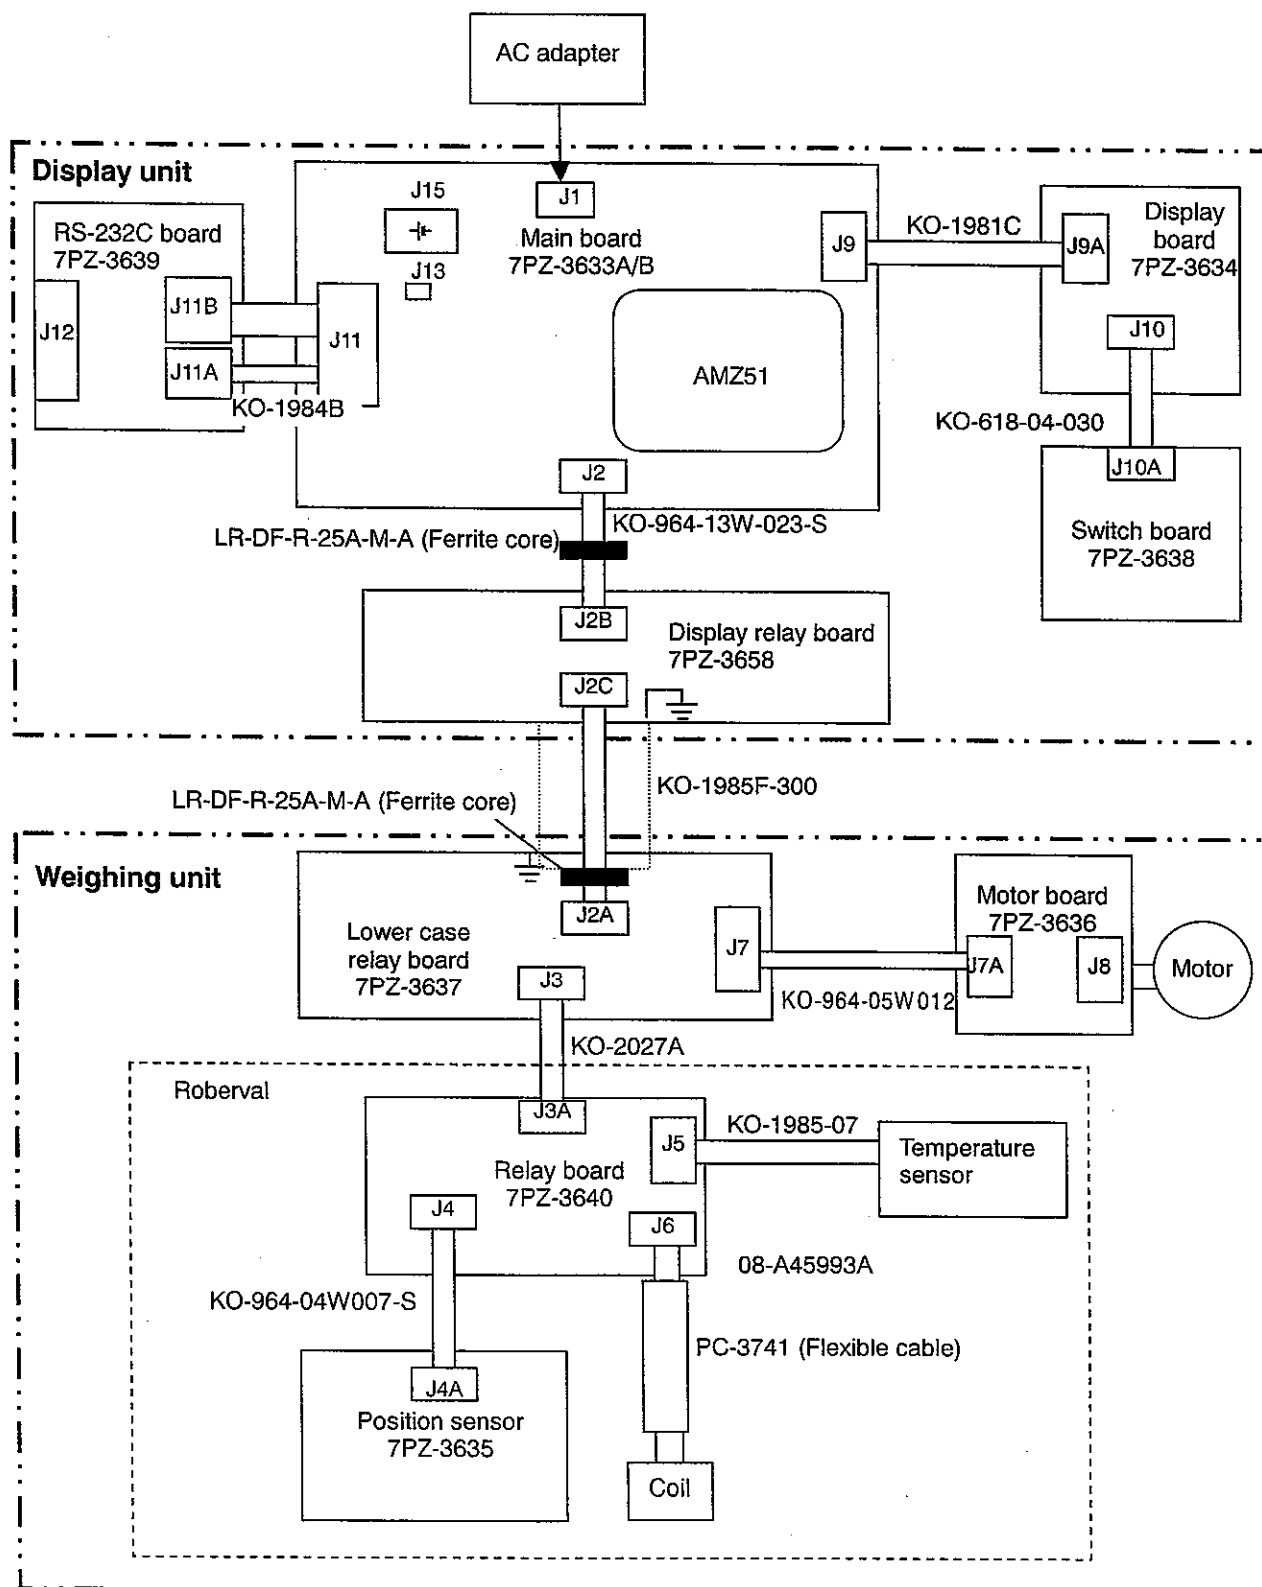 AC adapter
Display unit
RS-232C board
7PZ-3639
J12
J11B
J11A
J11
KO-1984B
J15
J13
J1
Main board
7PZ-3633A/B
AMZ51
J9
KO-1981C
J9A
Display
board
7PZ-3634
J10
KO-618-04-030
J10A
Switch board
7PZ-3638
J2
KO-964-13W-023-S
LR-DF-R-25A-M-A (Ferrite core)
J2B
Display relay board
7PZ-3658
J2C
KO-1985F-300
LR-DF-R-25A-M-A (Ferrite core)
Weighing unit
J2A
Lower case
relay board
7PZ-3637
J3
J7
KO-964-05W012
Motor board
7PZ-3636
J7A
J8
Motor
KO-2027A
Roberval
J3A
Relay board
7PZ-3640
J5
KO-1985-07
Temperature
sensor
J4
J6
08-A45993A
KO-964-04W007-S
PC-3741 (Flexible cable)
J4A
Position sensor
7PZ-3635
Coil